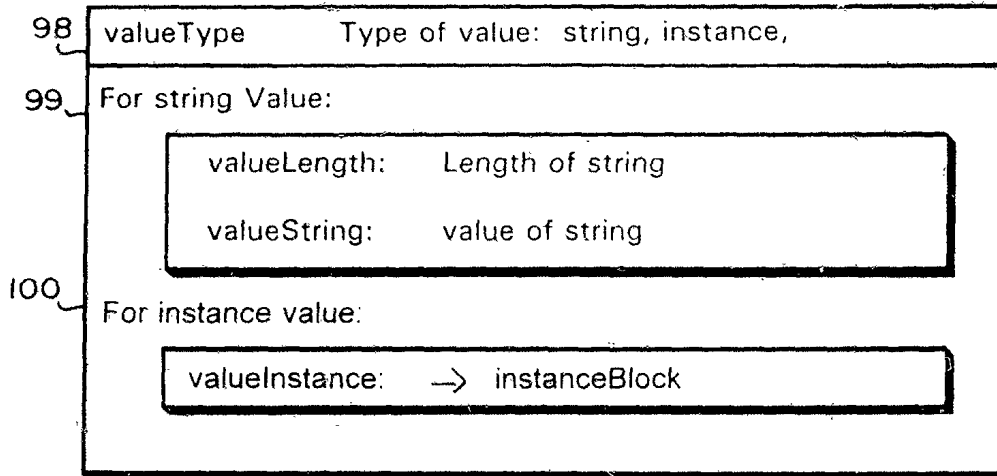 98 valueType Type of value: string, instance,
99 For string Value:
valueLength: Length of string
valueString: value of string
100 For instance value:
valueInstance: → instanceBlock